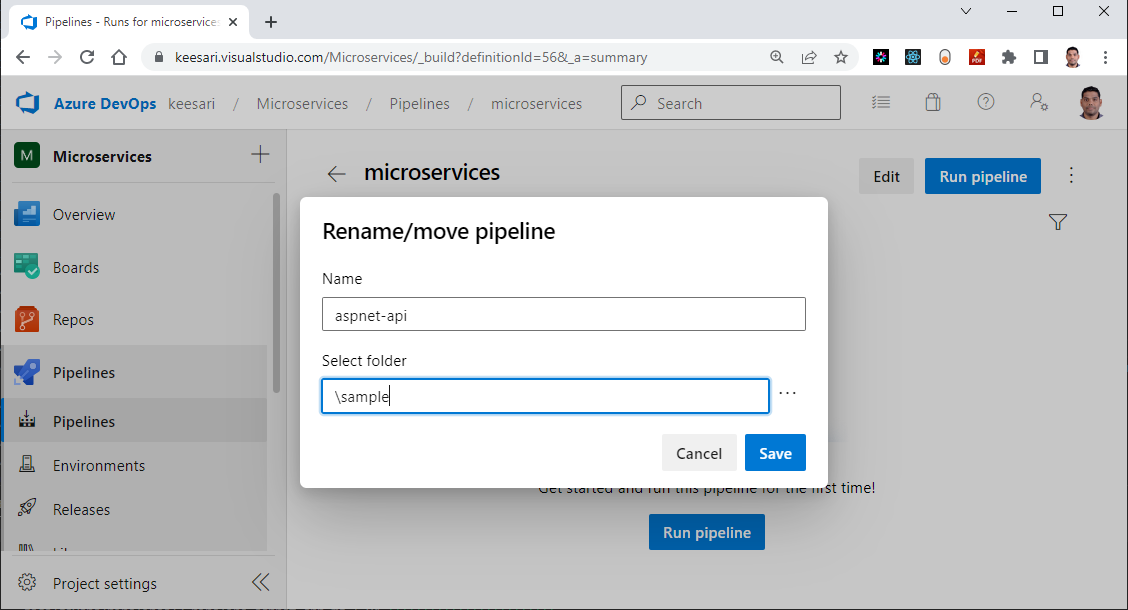 Pipelines - Runs for microservices
keesari.visualstudio.com/Microservices/_build?definitionId=56&_a=summary
PDF
Azure DevOps keesari / Microservices / Pipelines / microservices
Search
M Microservices
microservices
Edit
Run pipeline
Overview
Boards
Repos
Pipelines
Pipelines
Environments
Releases
Project settings
Rename/move pipeline
Name
aspnet-api
Select folder
\sample
Cancel
Save
Get started and run this pipeline for the first time!
Run pipeline